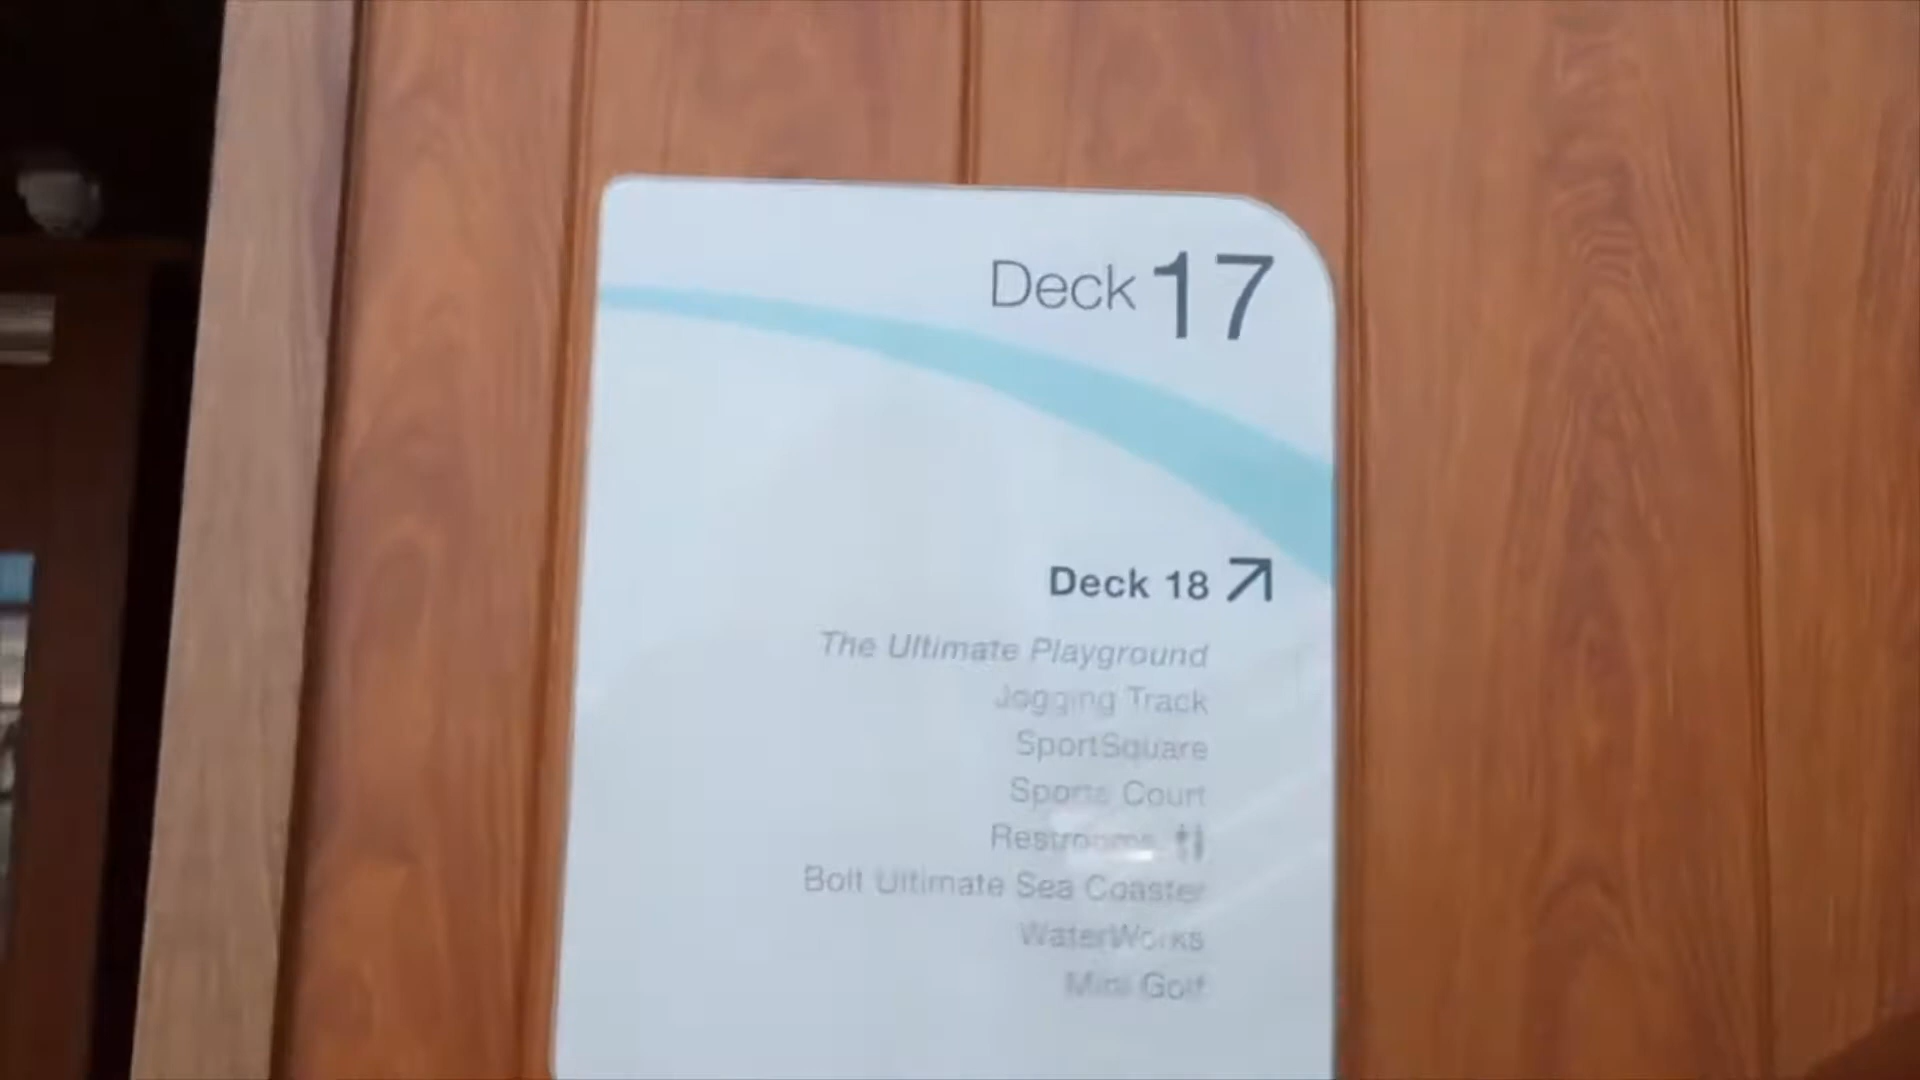 Deck 17
Deck 18
The Ultimate Playground
Jogging Track
SportSquare
Sports Court
Restrooms
Bolt Ultimate Sea Coaster
WaterWorks
Mini Golf